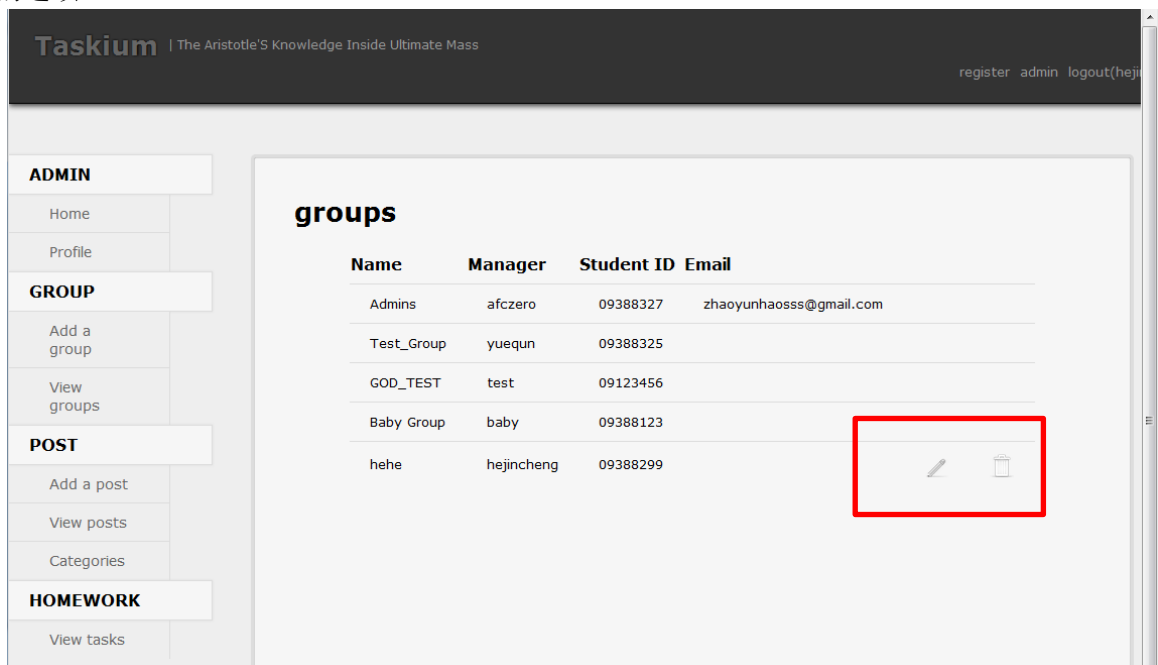 Taskium | The Aristotle'S Knowledge Inside Ultimate Mass
register admin logout(heji
ADMIN
Home
Profile
GROUP
Add a
group
View
groups
POST
Add a post
View posts
Categories
HOMEWORK
View tasks
groups
Name Manager Student ID Email
Admins afczero 09388327 zhaoyunhaosss@gmail.com
Test_Group yuequn 09388325
GOD_TEST test 09123456
Baby Group baby 09388123
hehe hejincheng 09388299